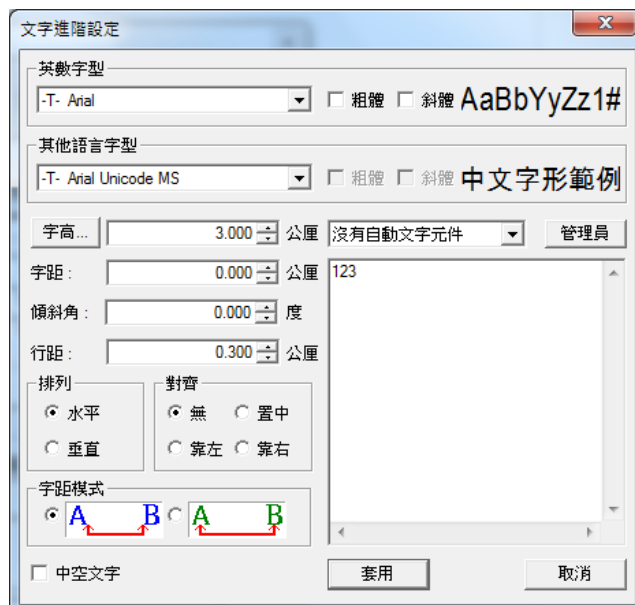 文字進階設定
英數字型
-T- Arial
粗體
斜體
AaBbYyZz1#
其他語言字型
-T- Arial Unicode MS
粗體
斜體
中文字形範例
字高...
3.000
公厘
沒有自動文字元件
管理員
字距：
0.000
公厘
123
傾斜角：
0.000
度
行距：
0.300
公厘
排列
對齊
水平
無
置中
垂直
靠左
靠右
字距模式
A B
A B
中空文字
套用
取消